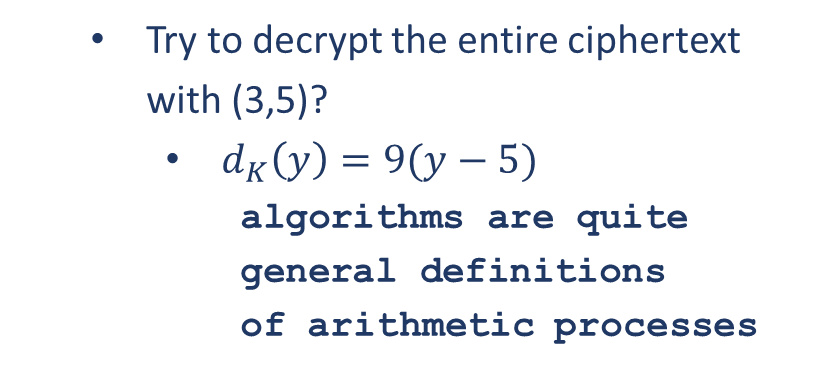 • Try to decrypt the entire ciphertext
with (3,5)?
• d_K(y) = 9(y − 5)
algorithms are quite
general definitions
of arithmetic processes